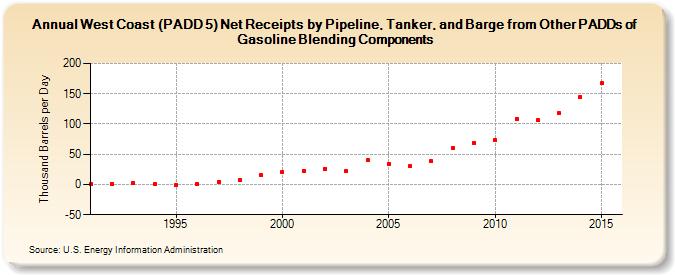 Annual West Coast (PADD 5) Net Receipts by Pipeline, Tanker, and Barge from Other PADDs of
Gasoline Blending Components
Thousand Barrels per Day
200
150
100
50
0
-50
1995
2000
2005
2010
2015
Source: U.S. Energy Information Administration